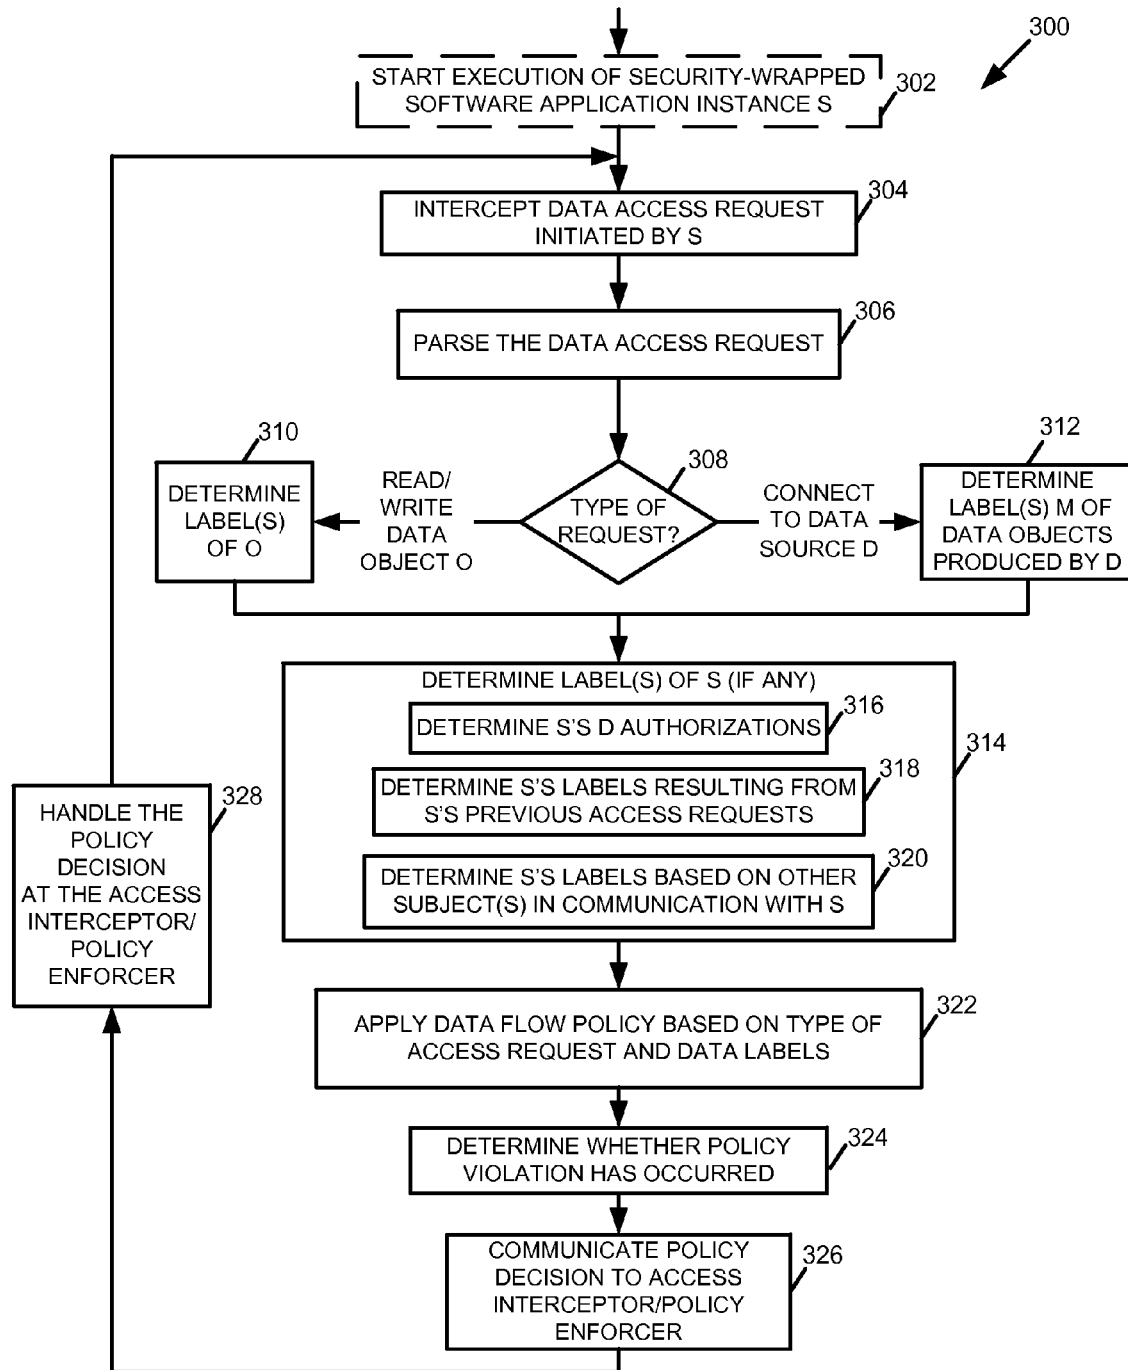 300
START EXECUTION OF SECURITY-WRAPPED
SOFTWARE APPLICATION INSTANCE S
302
304
INTERCEPT DATA ACCESS REQUEST
INITIATED BY S
306
PARSE THE DATA ACCESS REQUEST
308
TYPE OF
REQUEST?
READ/
WRITE
DATA
OBJECT O
310
DETERMINE
LABEL(S)
OF O
CONNECT
TO DATA
SOURCE D
312
DETERMINE
LABEL(S) M OF
DATA OBJECTS
PRODUCED BY D
DETERMINE LABEL(S) OF S (IF ANY)
314
316
DETERMINE S'S D AUTHORIZATIONS
318
DETERMINE S'S LABELS RESULTING FROM
S'S PREVIOUS ACCESS REQUESTS
320
DETERMINE S'S LABELS BASED ON OTHER
SUBJECT(S) IN COMMUNICATION WITH S
322
APPLY DATA FLOW POLICY BASED ON TYPE OF
ACCESS REQUEST AND DATA LABELS
324
DETERMINE WHETHER POLICY
VIOLATION HAS OCCURRED
326
COMMUNICATE POLICY
DECISION TO ACCESS
INTERCEPTOR/POLICY
ENFORCER
328
HANDLE THE
POLICY
DECISION
AT THE ACCESS
INTERCEPTOR/
POLICY
ENFORCER